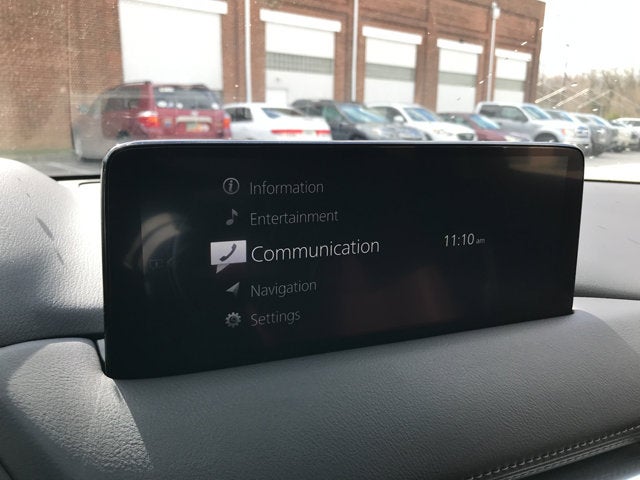 Information
Entertainment
Communication
11:10 am
Navigation
Settings